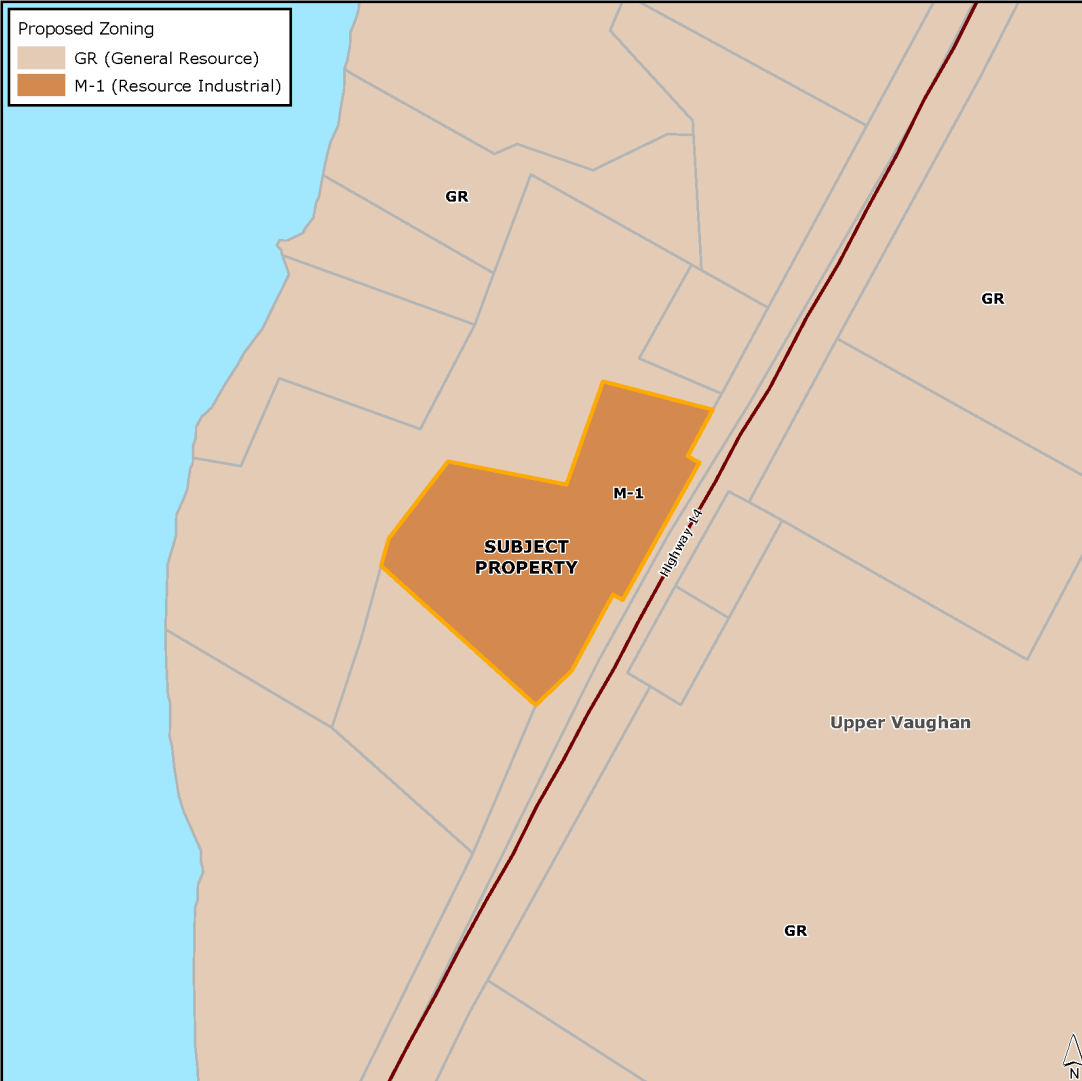 Proposed Zoning
GR (General Resource)
M-1 (Resource Industrial)
GR
GR
M-1
Highway 14
SUBJECT
PROPERTY
Upper Vaughan
GR
N